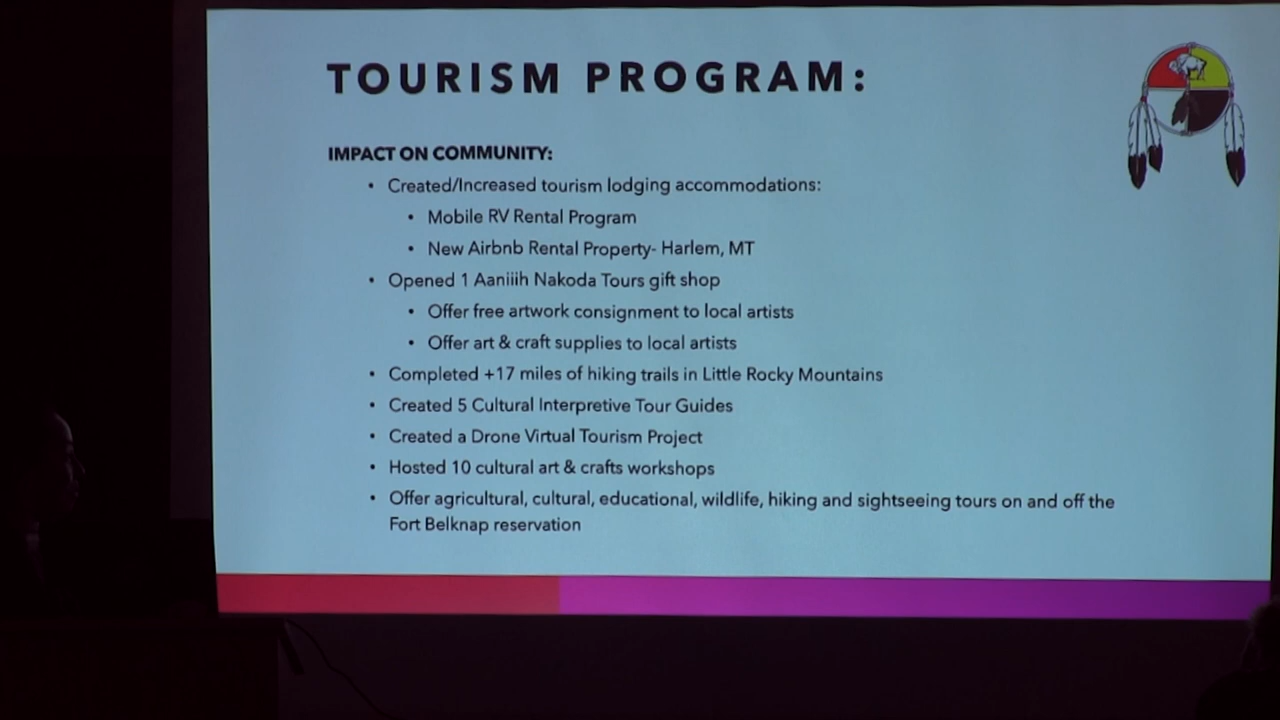 TOURISM PROGRAM:
IMPACT ON COMMUNITY:
• Created/Increased tourism lodging accommodations:
• Mobile RV Rental Program
• New Airbnb Rental Property- Harlem, MT
• Opened 1 Aaniiih Nakoda Tours gift shop
• Offer free artwork consignment to local artists
• Offer art & craft supplies to local artists
• Completed +17 miles of hiking trails in Little Rocky Mountains
• Created 5 Cultural Interpretive Tour Guides
• Created a Drone Virtual Tourism Project
• Hosted 10 cultural art & crafts workshops
• Offer agricultural, cultural, educational, wildlife, hiking and sightseeing tours on and off the
Fort Belknap reservation